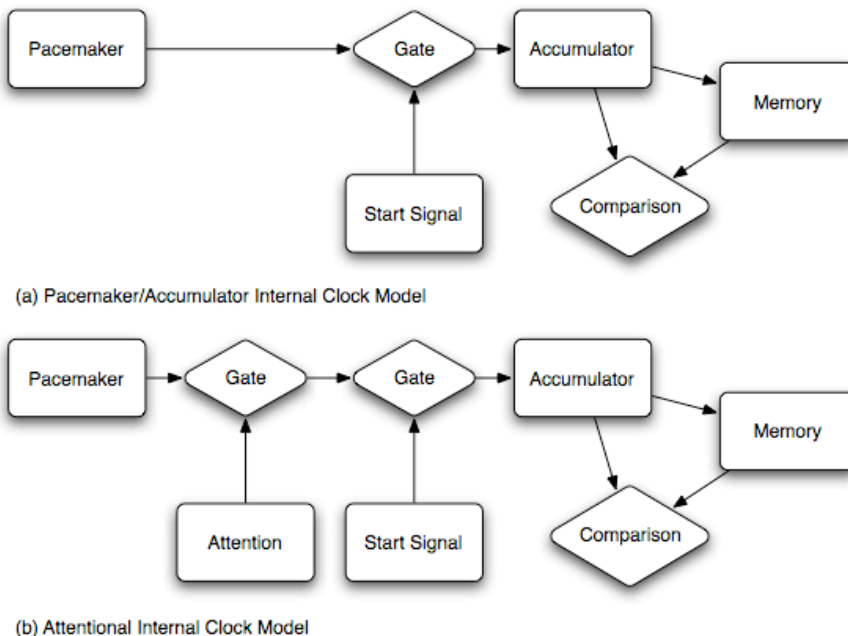 Pacemaker
Gate
Accumulator
Memory
Start Signal
Comparison
(a) Pacemaker/Accumulator Internal Clock Model
Pacemaker
Gate
Gate
Accumulator
Memory
Attention
Start Signal
Comparison
(b) Attentional Internal Clock Model